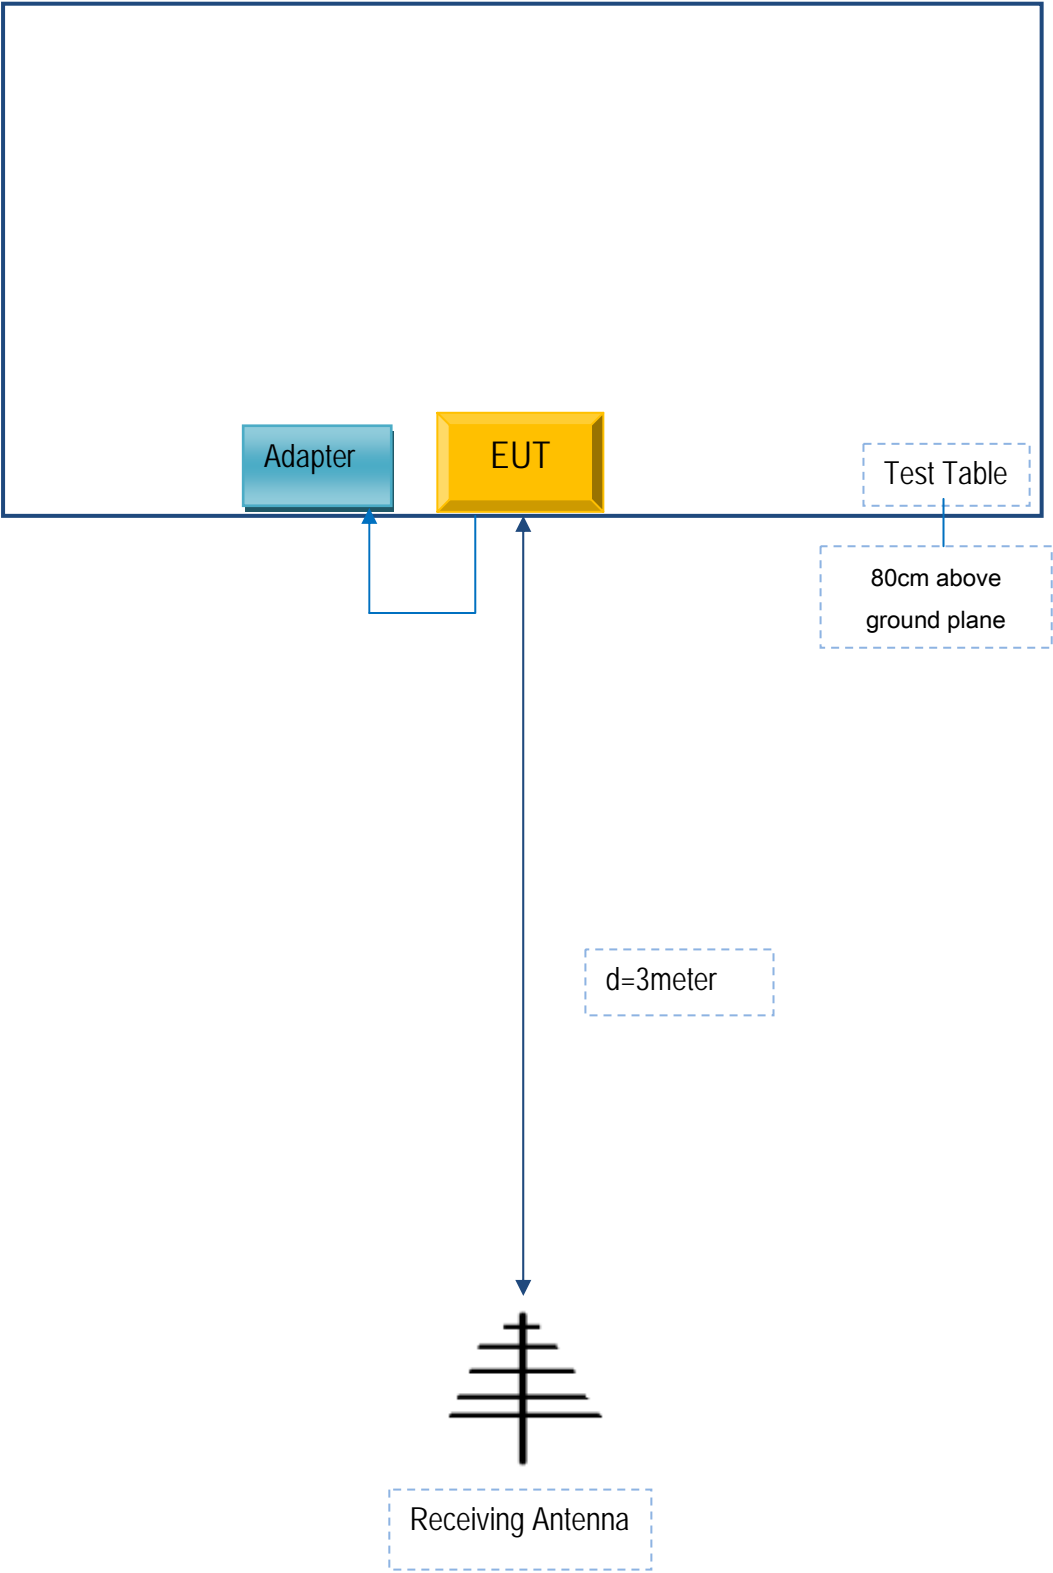 Adapter
EUT
Test Table
80cm above
ground plane
d=3meter
Receiving Antenna